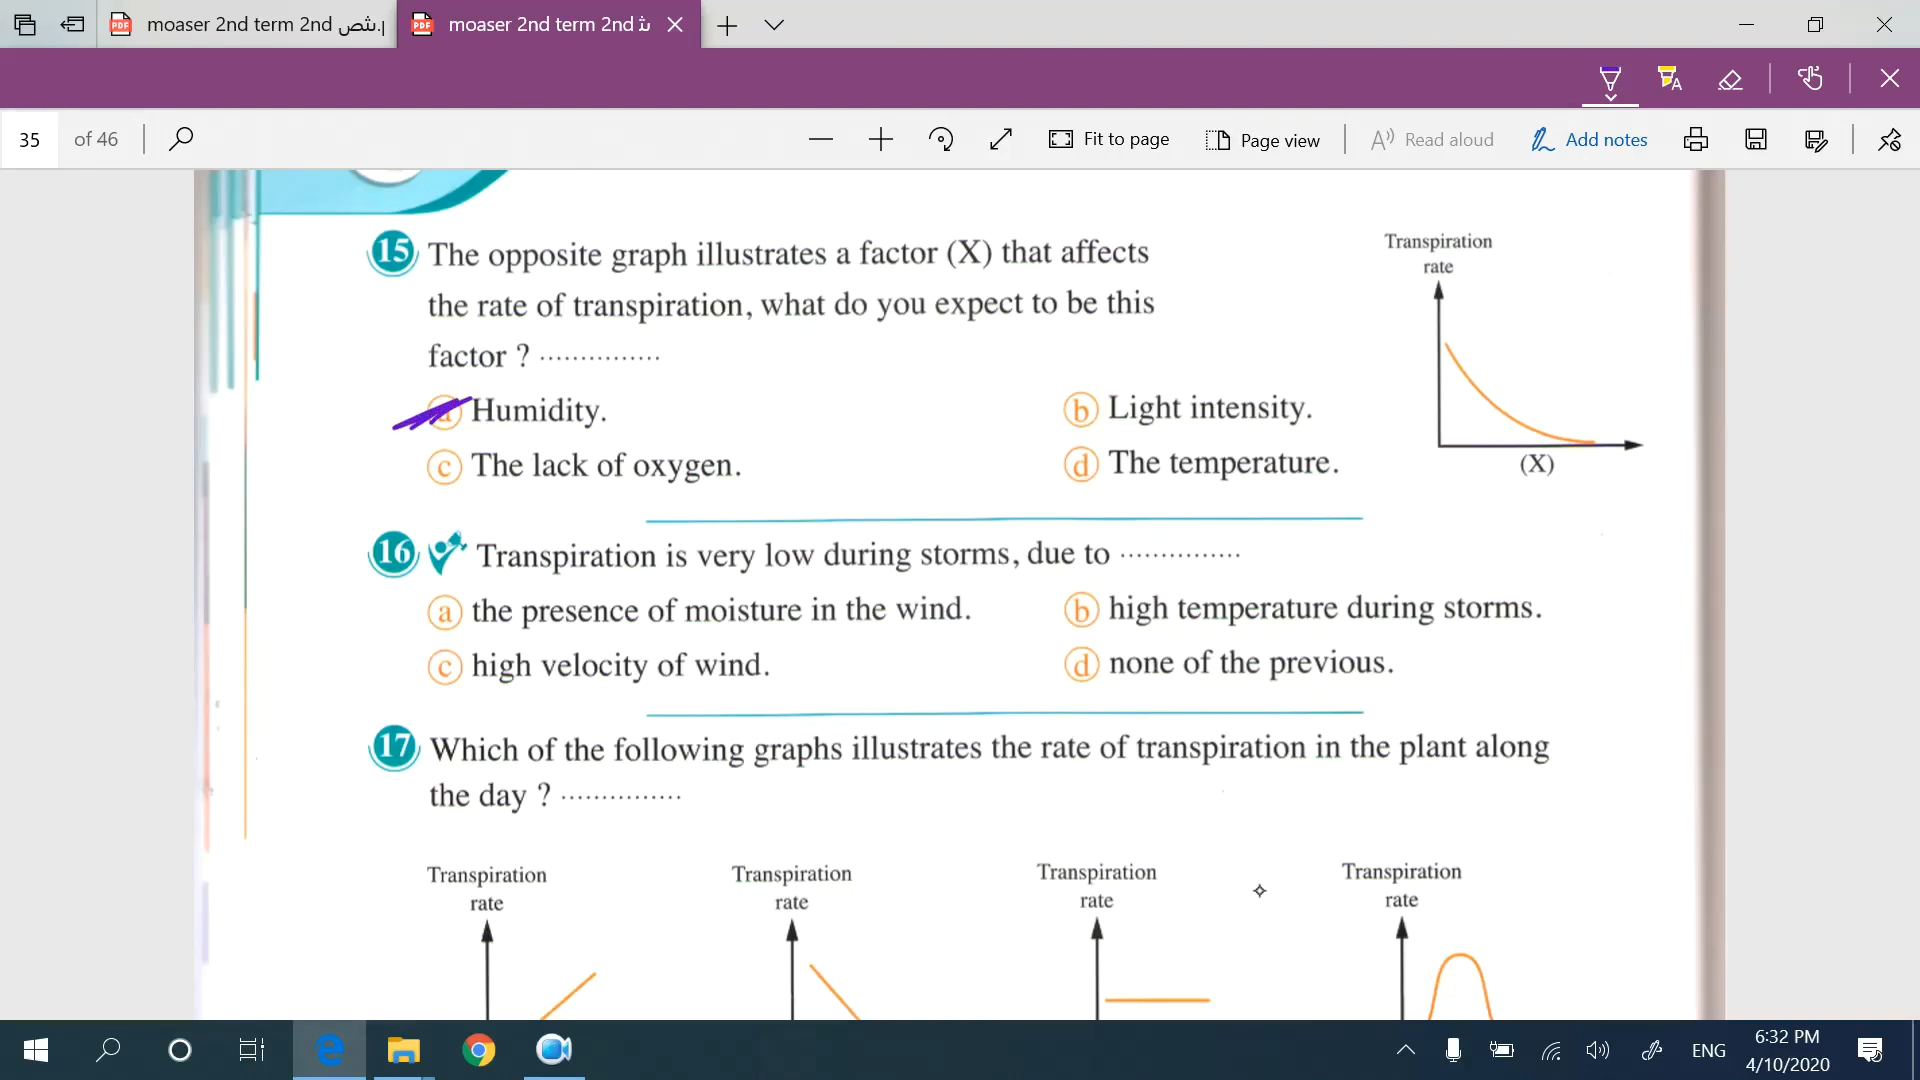 moaser 2nd term 2nd ثص.p
moaser 2nd term 2nd ث
35 of 46
Fit to page
Page view
Read aloud
Add notes
15 The opposite graph illustrates a factor (X) that affects
the rate of transpiration, what do you expect to be this
factor ? ...............
a Humidity.
b Light intensity.
c The lack of oxygen.
d The temperature.
Transpiration
rate
(X)
16 Transpiration is very low during storms, due to ...............
a the presence of moisture in the wind.
b high temperature during storms.
c high velocity of wind.
d none of the previous.
17 Which of the following graphs illustrates the rate of transpiration in the plant along
the day ? ...............
Transpiration
rate
Transpiration
rate
Transpiration
rate
Transpiration
rate
ENG
6:32 PM
4/10/2020